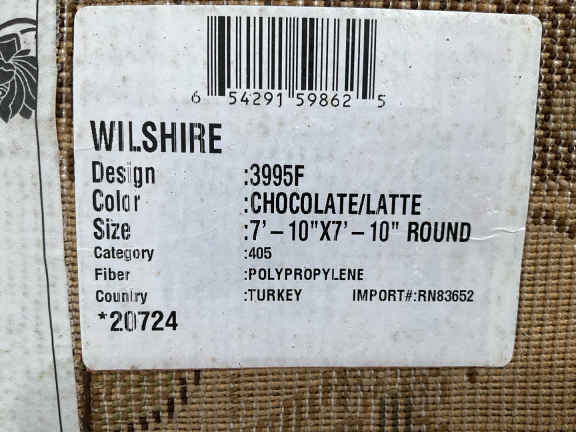 6 54291 59862 5
WILSHIRE
Design :3995F
Color :CHOCOLATE/LATTE
Size :7'-10"X7'-10" ROUND
Category :405
Fiber :POLYPROPYLENE
Country :TURKEY IMPORT#:RN83652
*20724